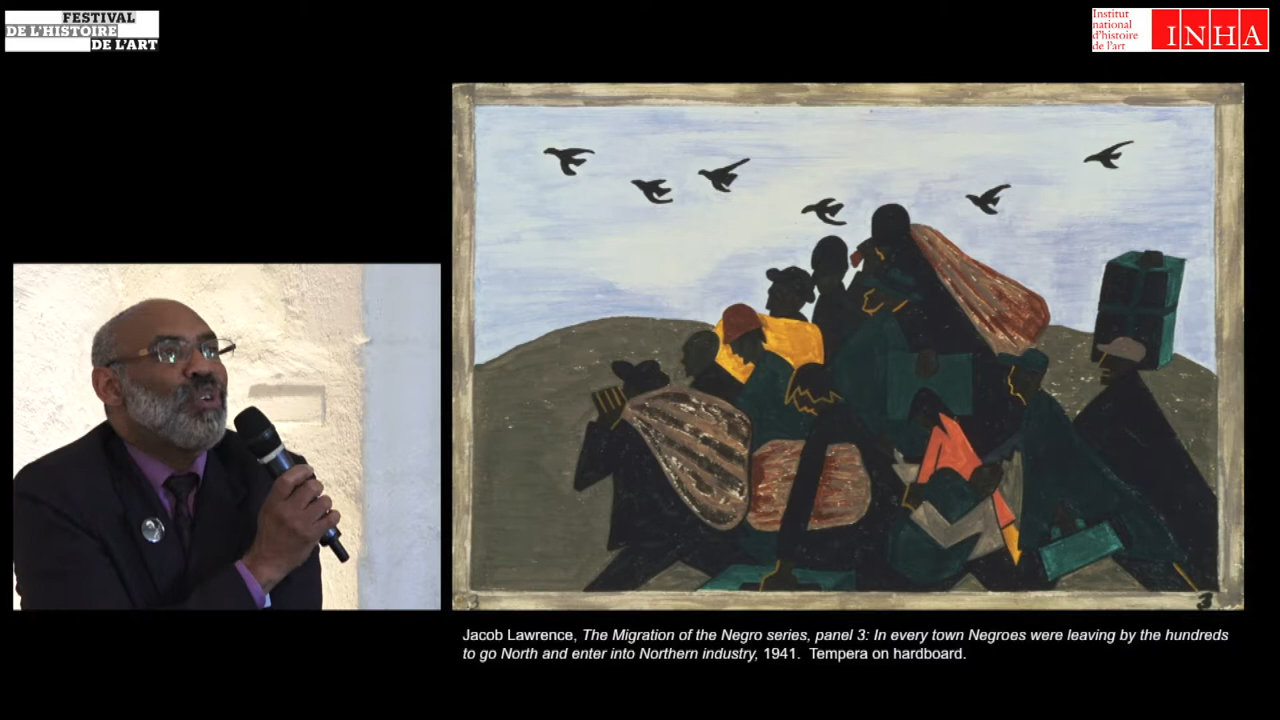 FESTIVAL
DE L'HISTOIRE
DE L'ART
Institut
national
d'histoire
de l'art
INHA
3
Jacob Lawrence, The Migration of the Negro series, panel 3: In every town Negroes were leaving by the hundreds
to go North and enter into Northern industry, 1941.  Tempera on hardboard.